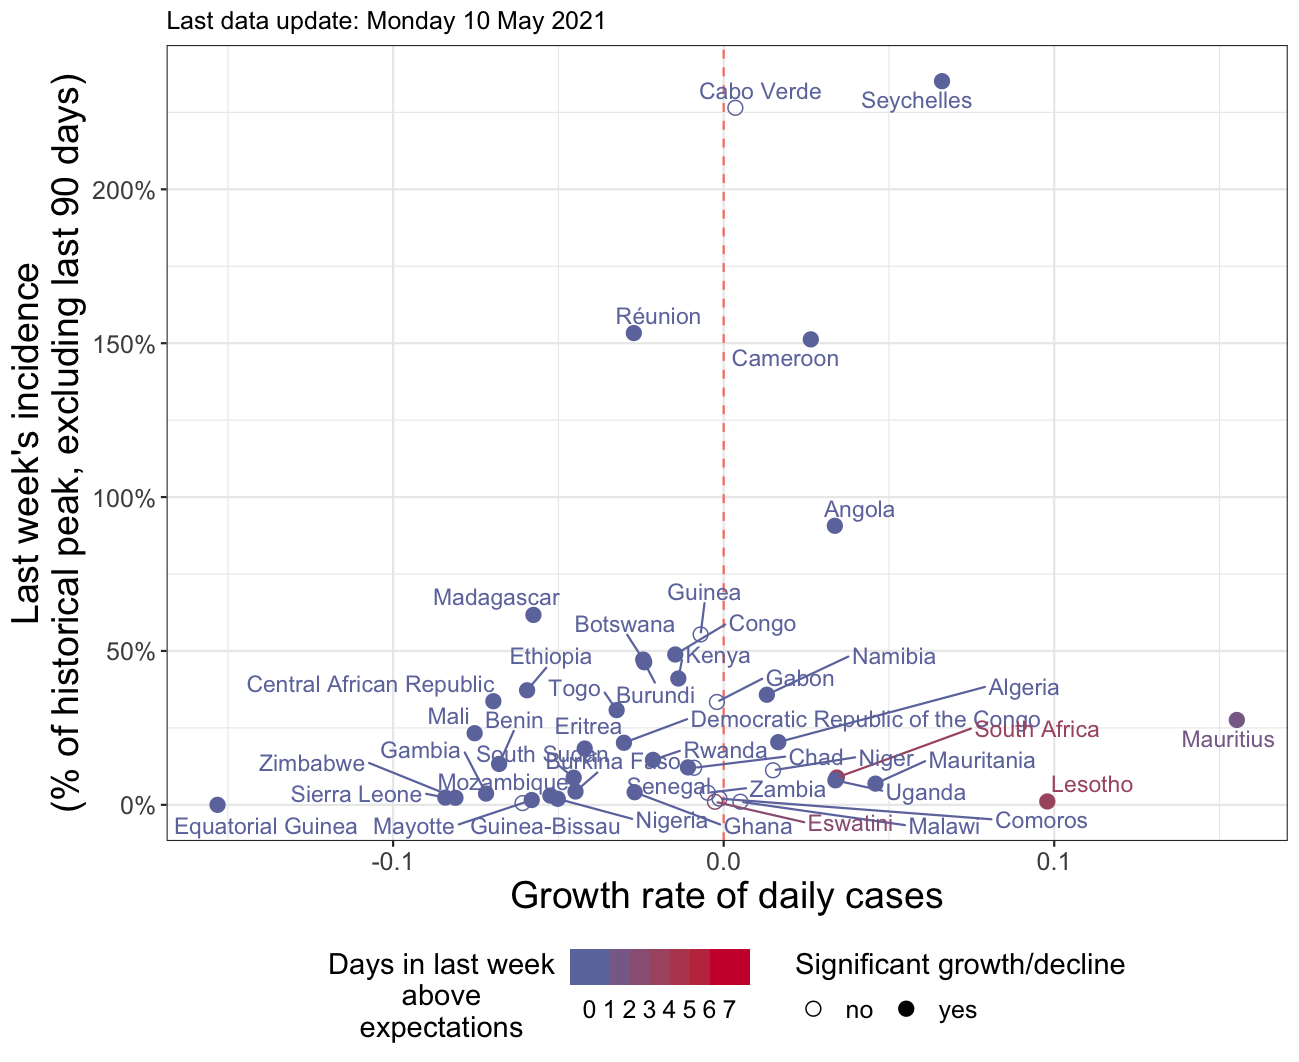 Last data update: Monday 10 May 2021
Last week's incidence
(% of historical peak, excluding last 90 days)
200%
150%
100%
50%
0%
Cabo Verde
Seychelles
Réunion
Cameroon
Angola
Guinea
Madagascar
Botswana
Congo
Ethiopia
Kenya
Namibia
Central African Republic
Togo
Burundi
Gabon
Algeria
Mali
Benin
Eritrea
Democratic Republic of the Congo
South Africa
Mauritius
Gambia
South Sudan
Burkina Faso
Rwanda
Chad
Niger
Mauritania
Zimbabwe
Mozambique
Senegal
Zambia
Uganda
Lesotho
Sierra Leone
Equatorial Guinea
Mayotte
Guinea-Bissau
Nigeria
Ghana
Eswatini
Malawi
Comoros
-0.1
0.0
0.1
Growth rate of daily cases
Days in last week
above
expectations
0 1 2 3 4 5 6 7
Significant growth/decline
no
yes